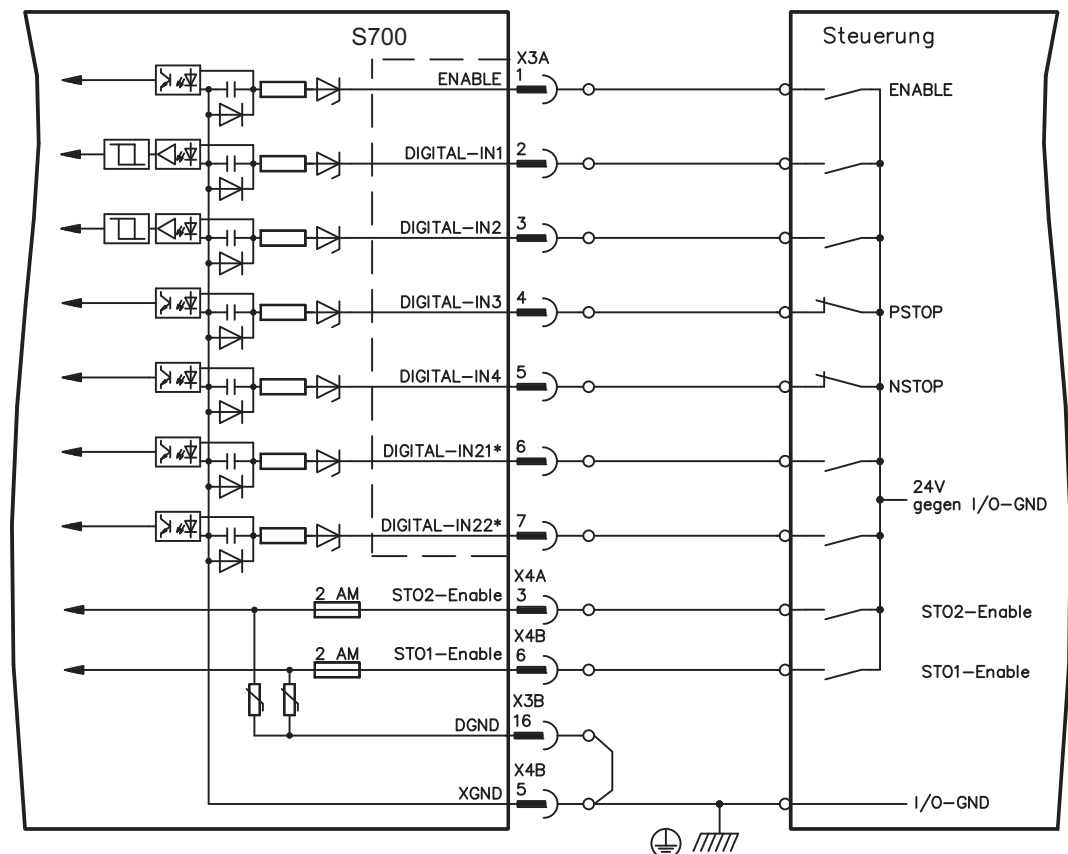 S700
Steuerung
X3A
ENABLE 1
ENABLE
DIGITAL-IN1 2
DIGITAL-IN2 3
DIGITAL-IN3 4
PSTOP
DIGITAL-IN4 5
NSTOP
DIGITAL-IN21* 6
24V
gegen I/O-GND
DIGITAL-IN22* 7
X4A
2 AM STO2-Enable 3
STO2-Enable
X4B
2 AM STO1-Enable 6
STO1-Enable
X3B
DGND 16
X4B
XGND 5
I/O-GND